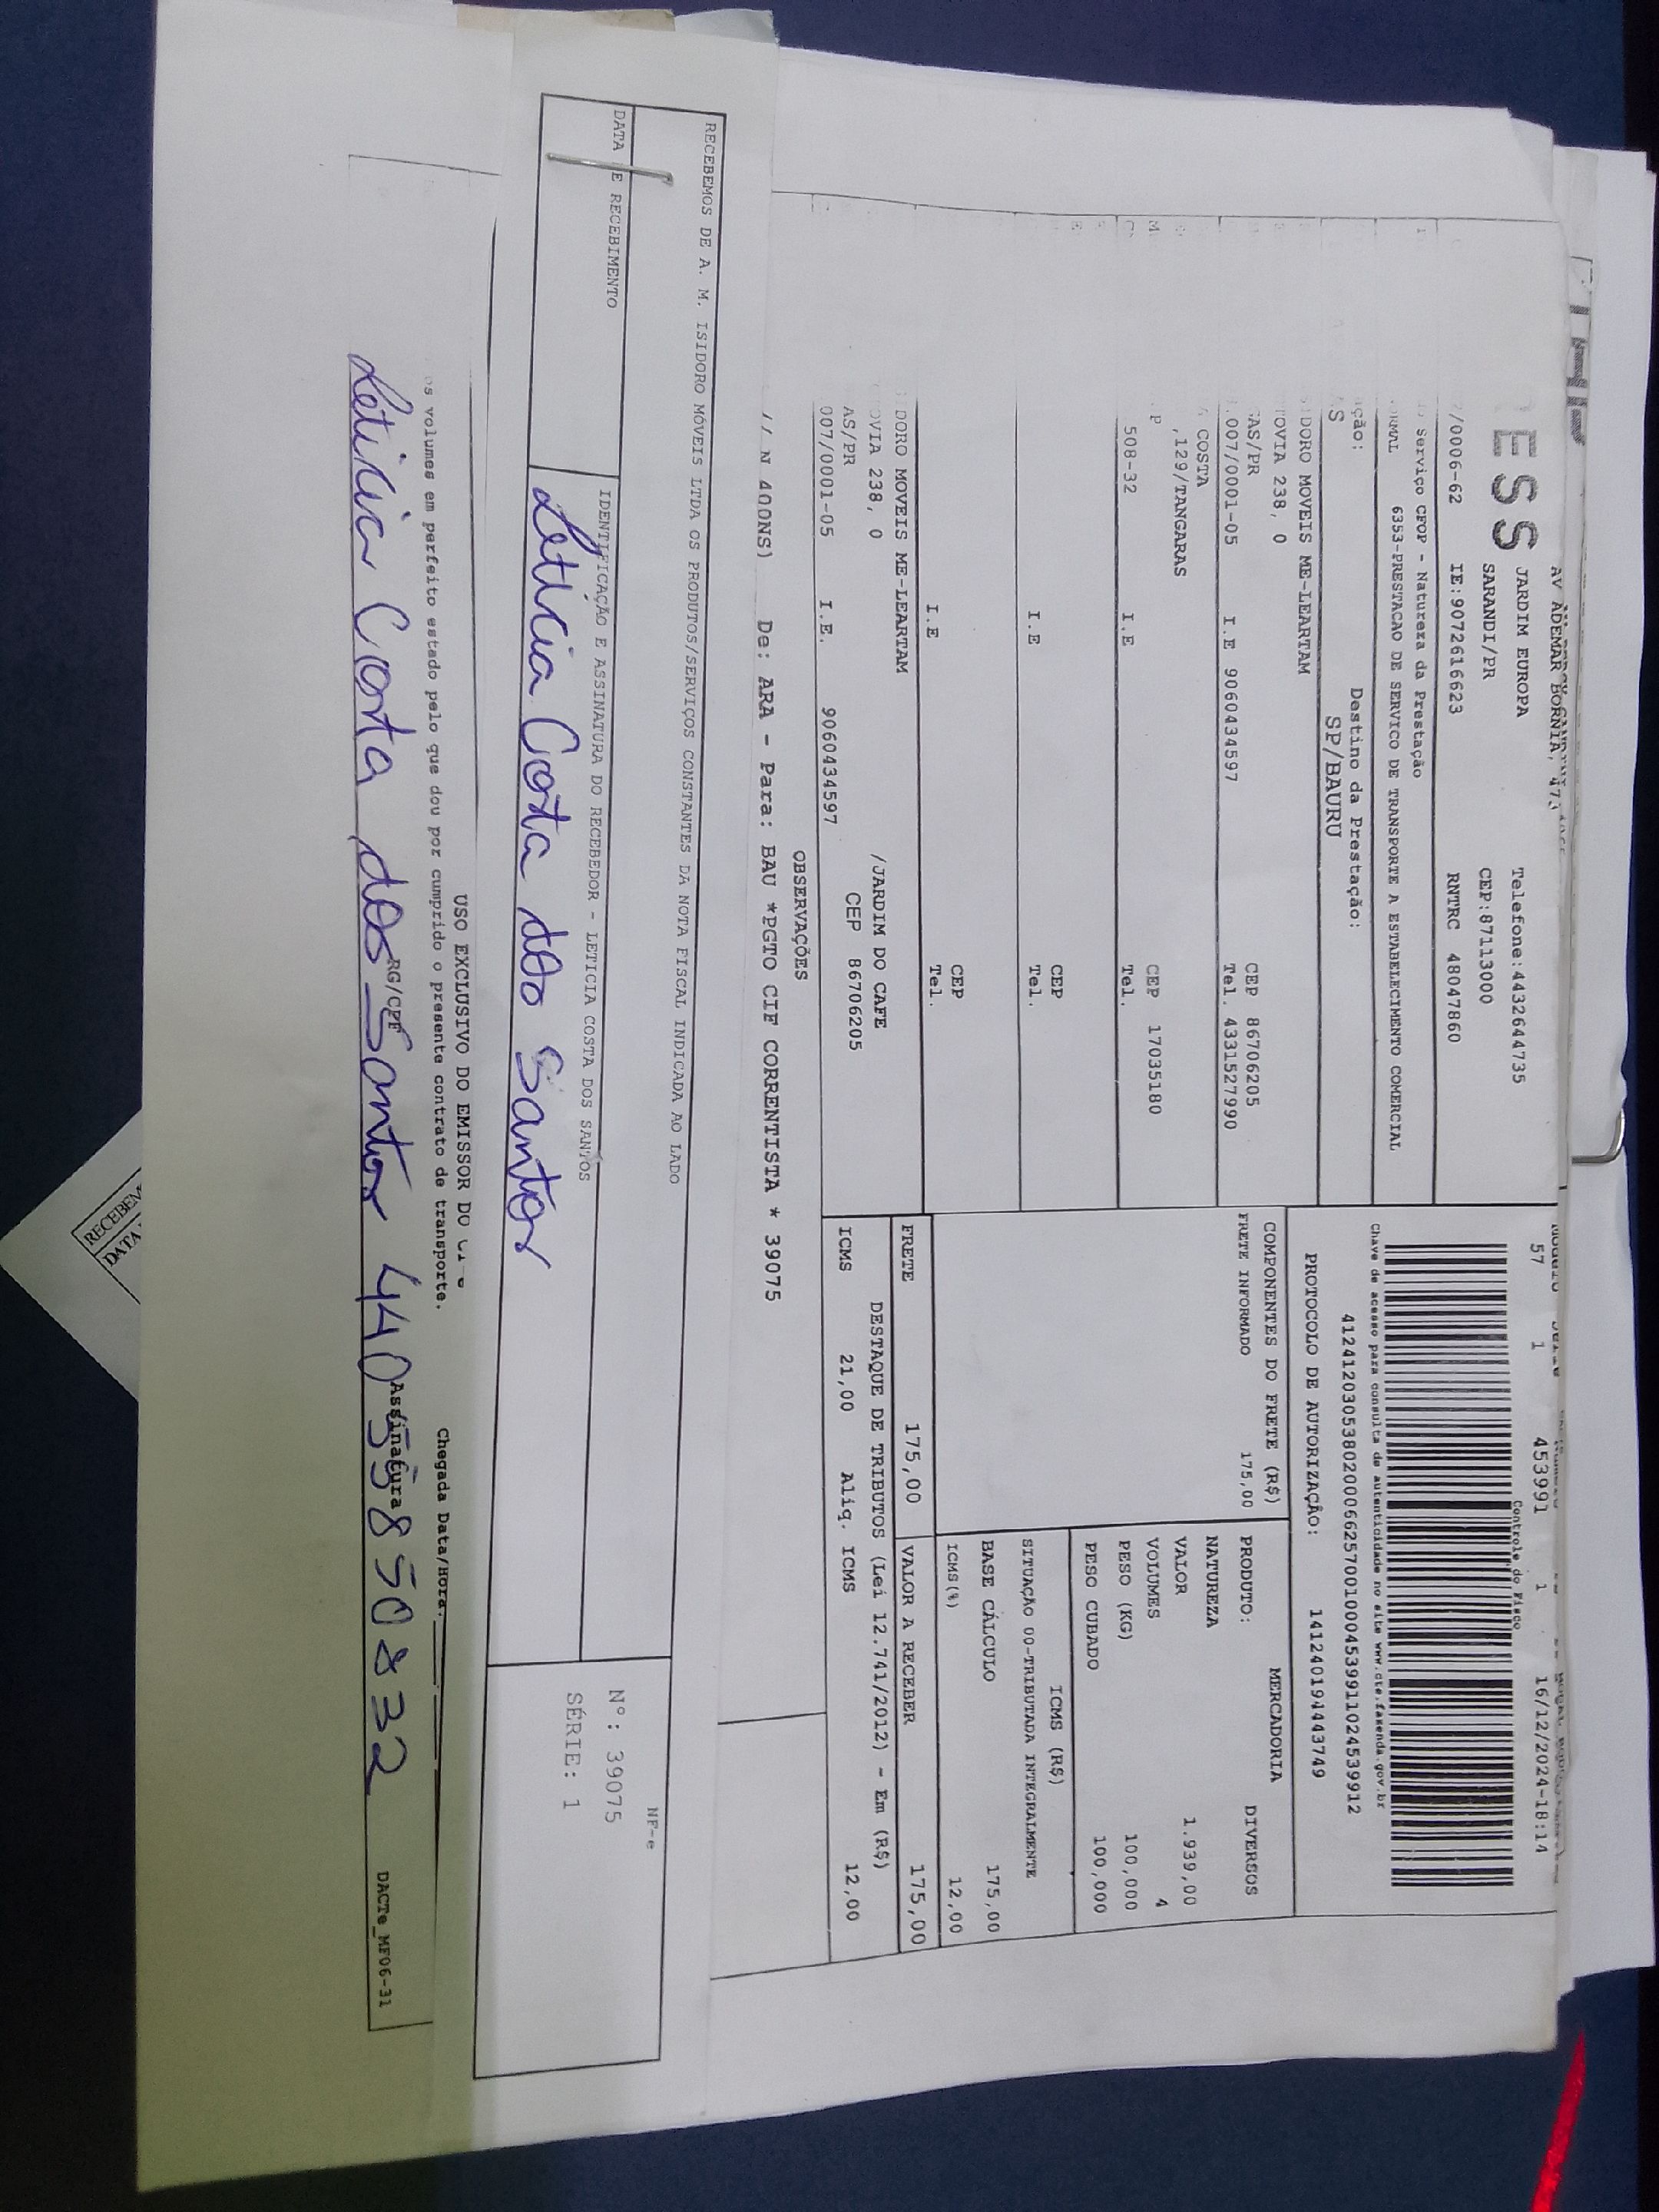 AV ADEMAR BORNIA, 473
ESS JARDIM EUROPA Telefone:4432644735
SARANDI/PR CEP:87113000
/0006-62 IE:9072616623 RNTRC 48047860
Serviço CFOP - Natureza da Prestação
6353-PRESTACAO DE SERVICO DE TRANSPORTE A ESTABELECIMENTO COMERCIAL
ção: Destino da Prestação:
S SP/BAURU
DORO MOVEIS ME-LEARTAM
OVIA 238, 0
AS/PR CEP 86706205
007/0001-05 I.E 9060434597 Tel. 4331527990
COSTA
,129/TANGARAS
P CEP 17035180
508-32 I.E Tel.
CEP
I.E Tel.
CEP
I.E Tel.
DORO MOVEIS ME-LEARTAM
OVIA 238, 0 /JARDIM DO CAFE
AS/PR CEP 86706205
007/0001-05 I.E. 9060434597
OBSERVAÇÕES
400NS) De: ARA - Para: BAU *PGTO CIF CORRENTISTA * 39075
57 1 453991 1 16/12/2024-18:14
Controle do Fisco
Chave de acesso para consulta de autenticidade no site www.cte.fazenda.gov.br
41241203053802000662570010004539911024539912
PROTOCOLO DE AUTORIZAÇÃO: 141240194443749
COMPONENTES DO FRETE (R$)
FRETE INFORMADO 175,00
MERCADORIA
PRODUTO: DIVERSOS
NATUREZA
VALOR 1.939,00
VOLUMES 4
PESO (KG) 100,000
PESO CUBADO 100,000
ICMS (R$)
SITUAÇÃO 00-TRIBUTADA INTEGRALMENTE
BASE CÁLCULO 175,00
ICMS(%) 12,00
FRETE 175,00 VALOR A RECEBER 175,00
DESTAQUE DE TRIBUTOS (Lei 12.741/2012) - Em (R$)
ICMS 21,00 Aliq. ICMS 12,00
RECEBEMOS DE A. M. ISIDORO MÓVEIS LTDA OS PRODUTOS/SERVIÇOS CONSTANTES DA NOTA FISCAL INDICADA AO LADO
DATA DE RECEBIMENTO
IDENTIFICAÇÃO E ASSINATURA DO RECEBEDOR - LETICIA COSTA DOS SANTOS
Leticia Costa dos Santos
NF-e
Nº: 39075
SÉRIE: 1
USO EXCLUSIVO DO EMISSOR DO
os volumes em perfeito estado pelo que dou por cumprido o presente contrato de transporte.
Chegada Data/Hora:
RG/CPF Assinatura
Leticia Costa dos Santos 44055850832
DACTe_MF06-31
RECEBEM
DATA